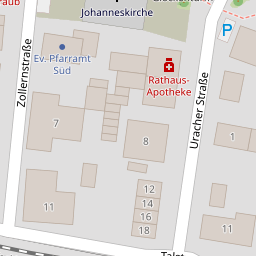 Johanneskirche
P
Zollernstraße
Ev. Pfarramt
Süd
Rathaus-
Apotheke
Uracher Straße
7
8
1
12
14
16
18
11
11